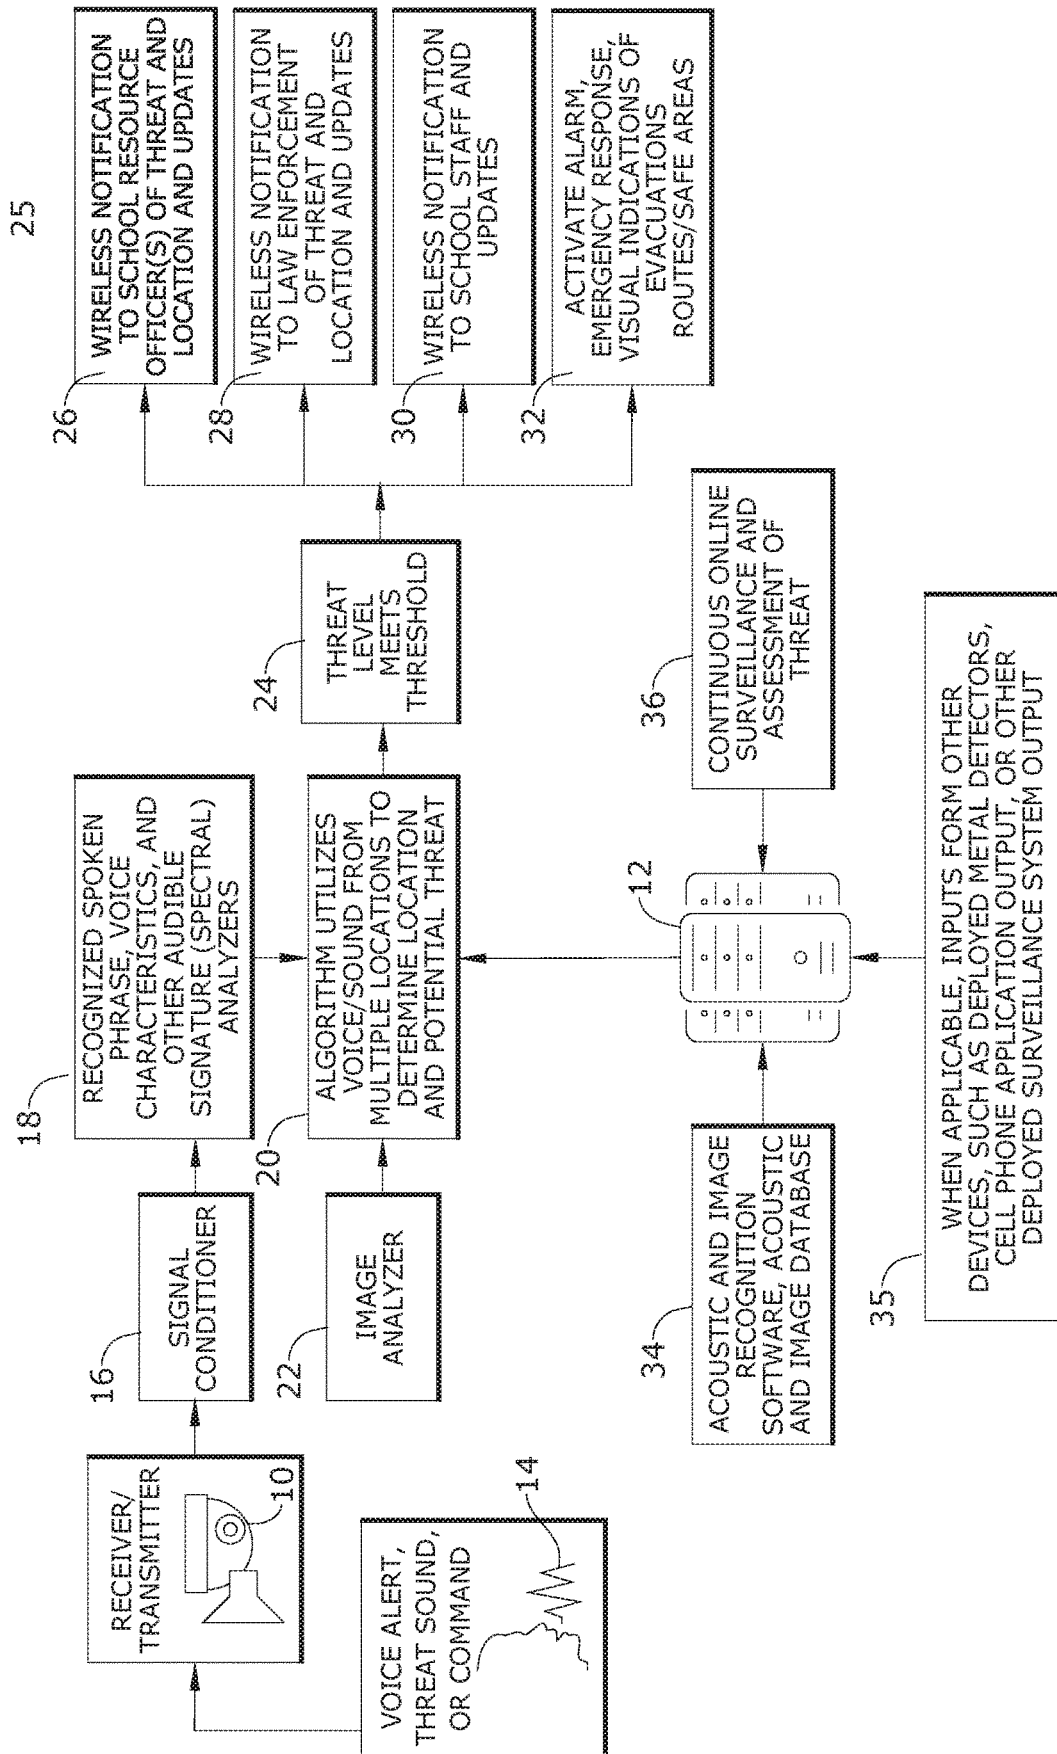 25
VOICE ALERT,
THREAT SOUND,
OR COMMAND
14
RECEIVER/
TRANSMITTER
10
16
SIGNAL
CONDITIONER
18
RECOGNIZED SPOKEN
PHRASE, VOICE
CHARACTERISTICS, AND
OTHER AUDIBLE
SIGNATURE (SPECTRAL)
ANALYZERS
22
IMAGE
ANALYZER
20
ALGORITHM UTILIZES
VOICE/SOUND FROM
MULTIPLE LOCATIONS TO
DETERMINE LOCATION
AND POTENTIAL THREAT
24
THREAT
LEVEL
MEETS
THRESHOLD
26
WIRELESS NOTIFICATION
TO SCHOOL RESOURCE
OFFICER(S) OF THREAT AND
LOCATION AND UPDATES
28
WIRELESS NOTIFICATION
TO LAW ENFORCEMENT
OF THREAT AND
LOCATION AND UPDATES
30
WIRELESS NOTIFICATION
TO SCHOOL STAFF AND
UPDATES
32
ACTIVATE ALARM,
EMERGENCY RESPONSE,
VISUAL INDICATIONS OF
EVACUATIONS
ROUTES/SAFE AREAS
34
ACOUSTIC AND IMAGE
RECOGNITION
SOFTWARE, ACOUSTIC
AND IMAGE DATABASE
12
36
CONTINUOUS ONLINE
SURVEILLANCE AND
ASSESSMENT OF
THREAT
35
WHEN APPLICABLE, INPUTS FORM OTHER
DEVICES, SUCH AS DEPLOYED METAL DETECTORS,
CELL PHONE APPLICATION OUTPUT, OR OTHER
DEPLOYED SURVEILLANCE SYSTEM OUTPUT